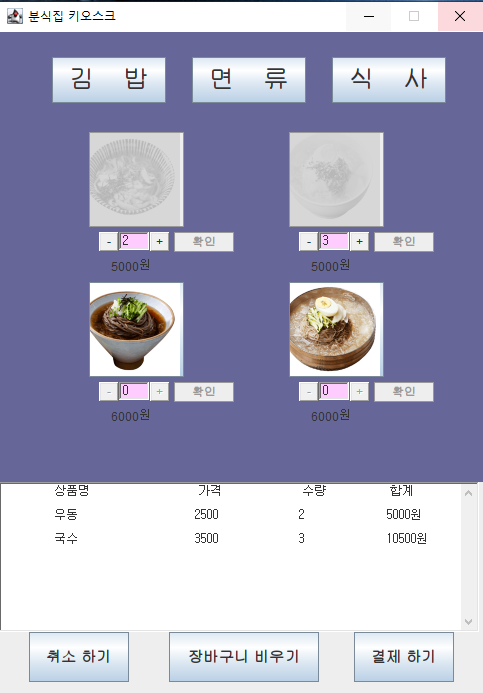 분식집 키오스크
김 밥 면 류 식 사
- 2 + 확인 - 3 + 확인
5000원 5000원
- 0 + 확인 - 0 + 확인
6000원 6000원
상품명 가격 수량 합계
우동 2500 2 5000원
국수 3500 3 10500원
취소 하기 장바구니 비우기 결제 하기